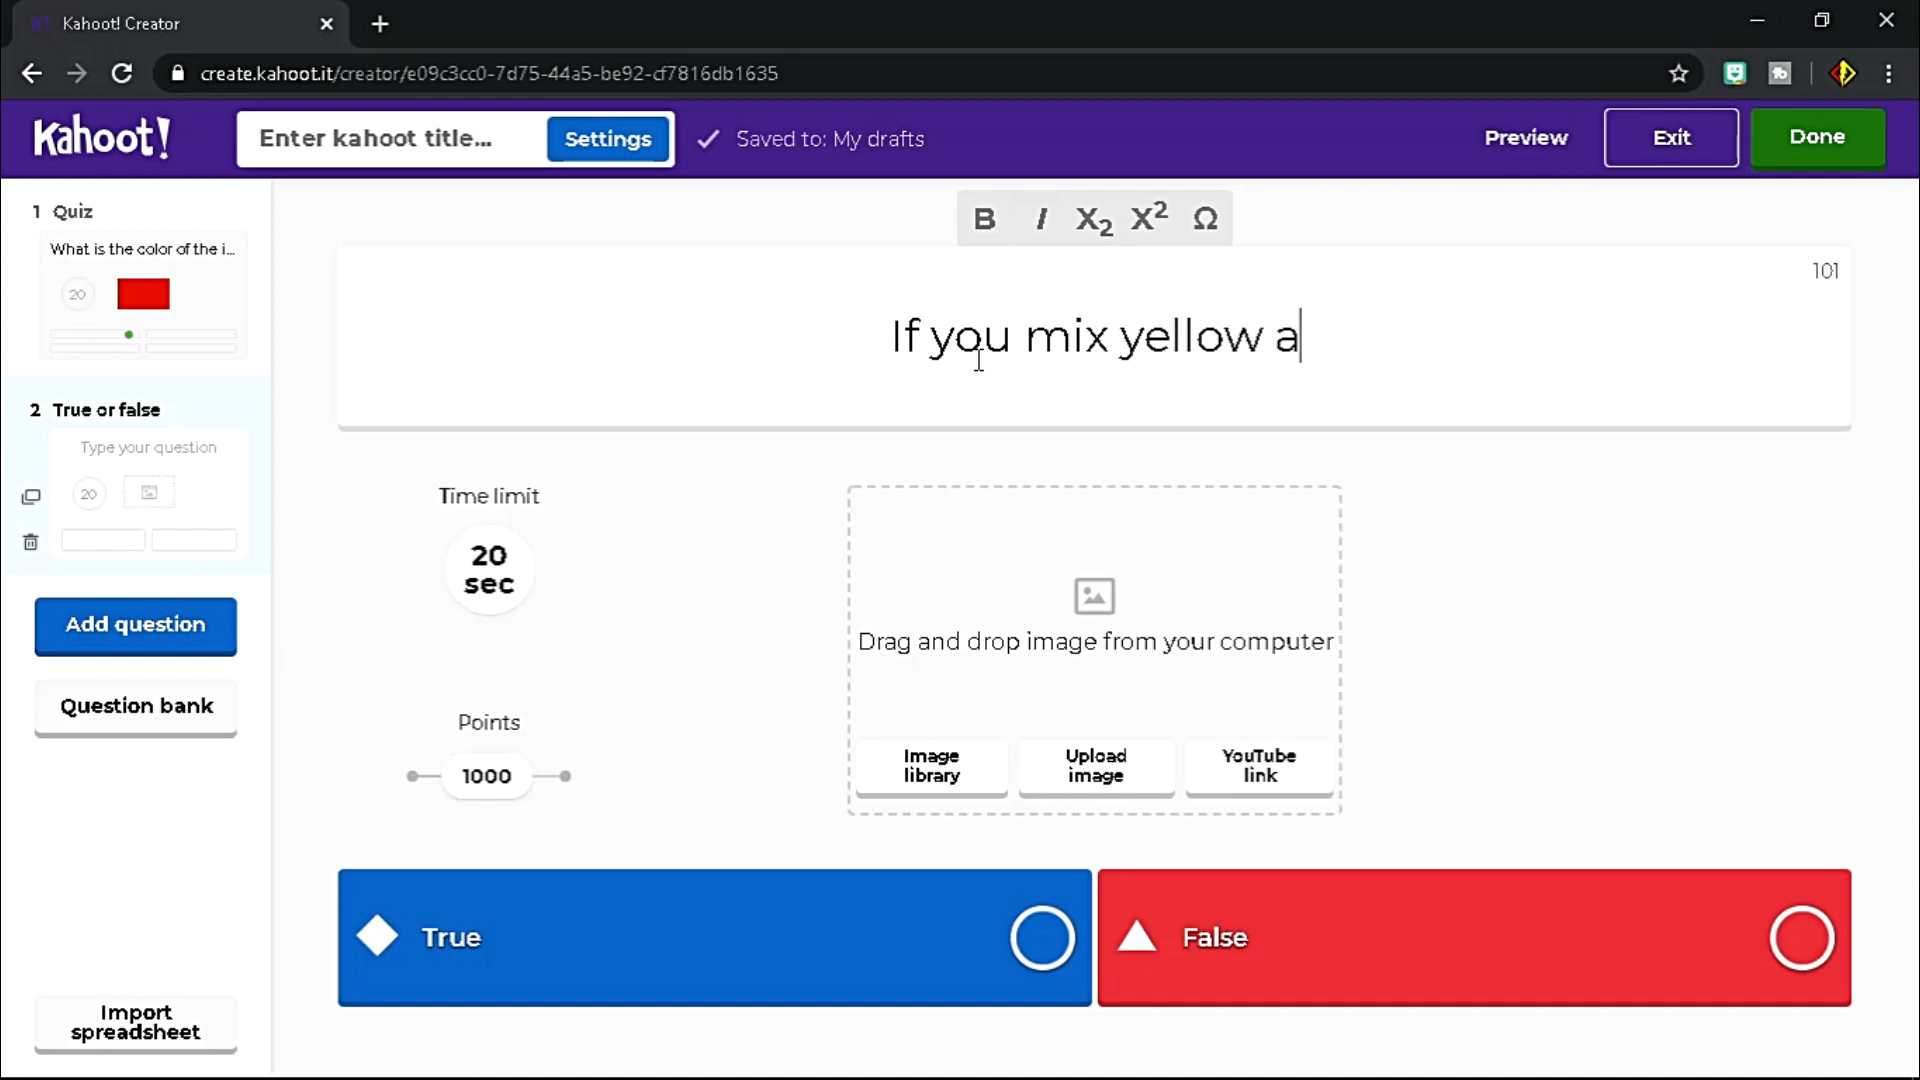 Kahoot! Creator
create.kahoot.it/creator/e09c3cc0-7d75-44a5-be92-cf7816db1635
Kahoot!
Enter kahoot title...
Settings
Saved to: My drafts
Preview
Exit
Done
1 Quiz
What is the color of the i...
20
2 True or false
Type your question
20
Add question
Question bank
Import
spreadsheet
B I X₂ X² Ω
101
If you mix yellow a
Time limit
20
sec
Points
1000
Drag and drop image from your computer
Image
library
Upload
image
YouTube
link
True
False